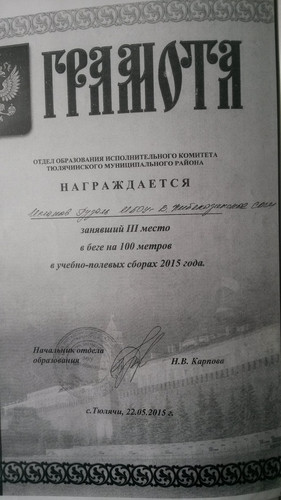 ГРАМОТА
ОТДЕЛ ОБРАЗОВАНИЯ ИСПОЛНИТЕЛЬНОГО КОМИТЕТА
ТЮЛЯЧИНСКОГО МУНИЦИПАЛЬНОГО РАЙОНА
НАГРАЖДАЕТСЯ
занявший III место
в беге на 100 метров
в учебно-полевых сборах 2015 года.
Начальник отдела
образования
Н.В. Карпова
с.Тюлячи, 22.05.2015 г.